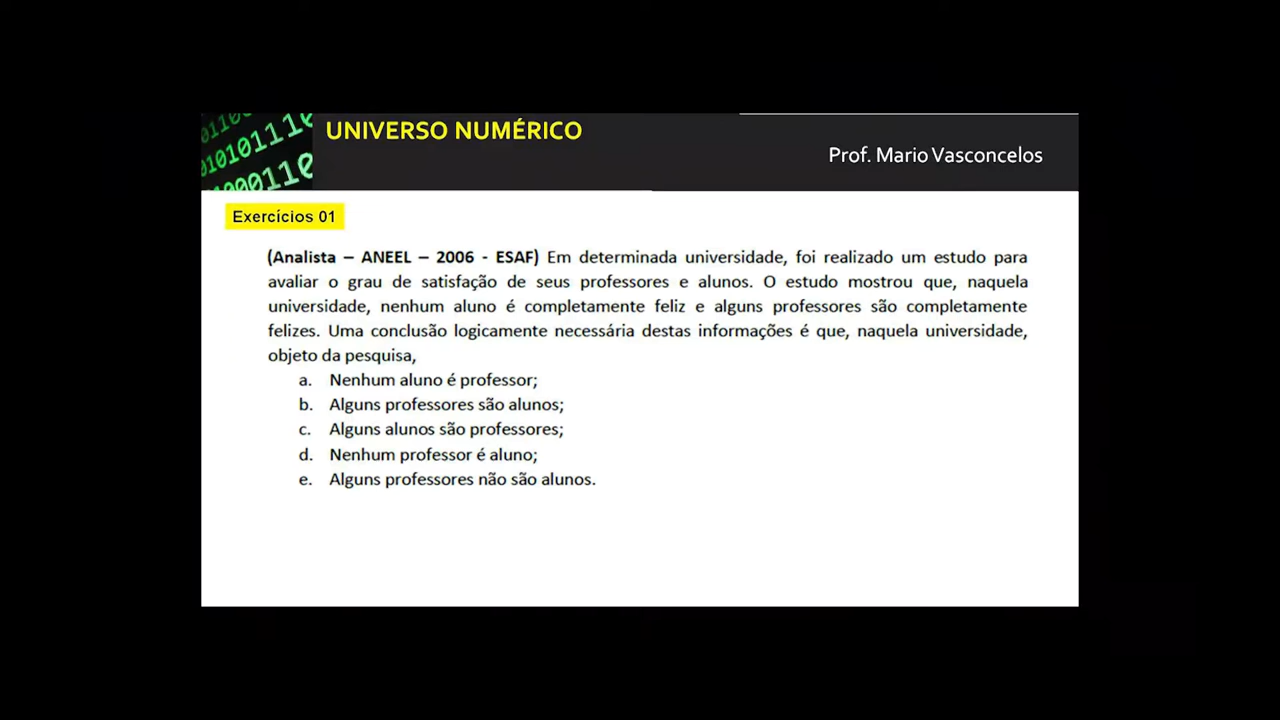 UNIVERSO NUMÉRICO
Prof. Mario Vasconcelos
Exercícios 01
(Analista – ANEEL – 2006 - ESAF) Em determinada universidade, foi realizado um estudo para
avaliar o grau de satisfação de seus professores e alunos. O estudo mostrou que, naquela
universidade, nenhum aluno é completamente feliz e alguns professores são completamente
felizes. Uma conclusão logicamente necessária destas informações é que, naquela universidade,
objeto da pesquisa,
a. Nenhum aluno é professor;
b. Alguns professores são alunos;
c. Alguns alunos são professores;
d. Nenhum professor é aluno;
e. Alguns professores não são alunos.